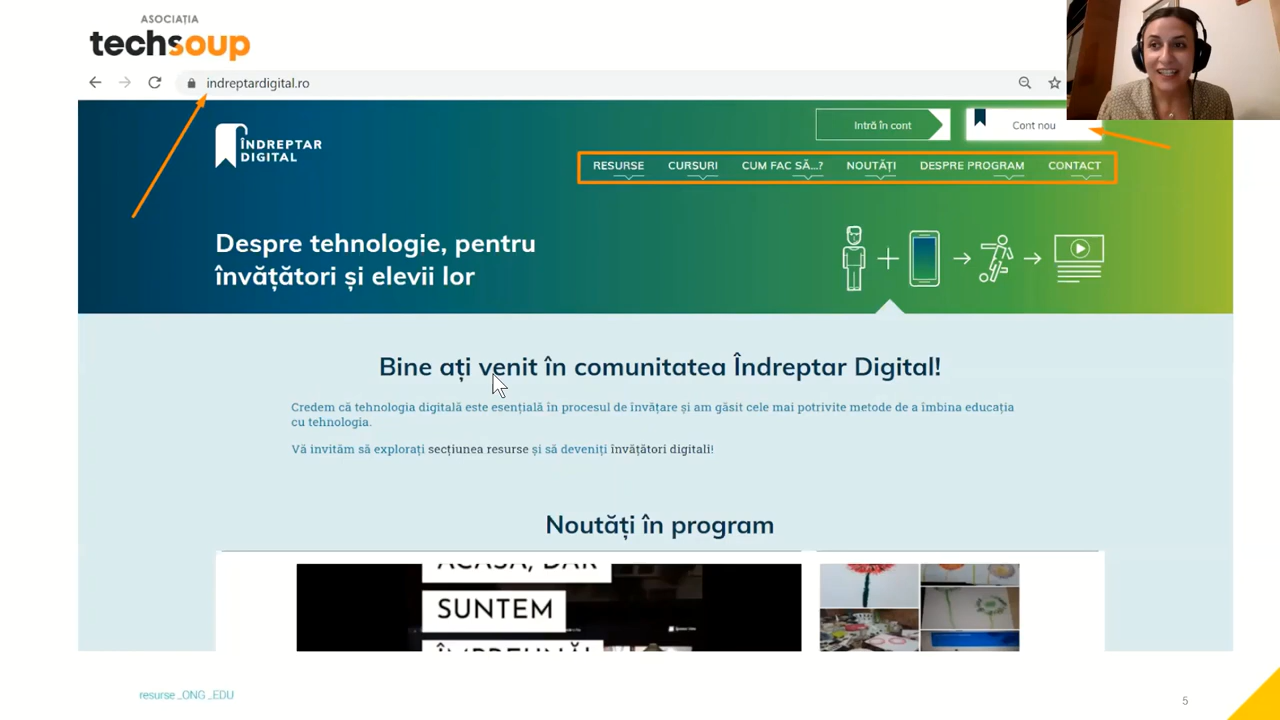 ASOCIAȚIA
techsoup
indreptardigital.ro
ÎNDREPTAR
DIGITAL
Intră în cont
Cont nou
RESURSE CURSURI CUM FAC SĂ...? NOUTĂȚI DESPRE PROGRAM CONTACT
Despre tehnologie, pentru
învățători și elevii lor
Bine ați venit în comunitatea Îndreptar Digital!
Credem că tehnologia digitală este esențială în procesul de învățare și am găsit cele mai potrivite metode de a îmbina educația
cu tehnologia.
Vă invităm să explorați secțiunea resurse și să deveniți învățători digitali!
Noutăți în program
ACASĂ, DAR
SUNTEM
ÎMPREUNĂ!
resurse_ONG_EDU
5